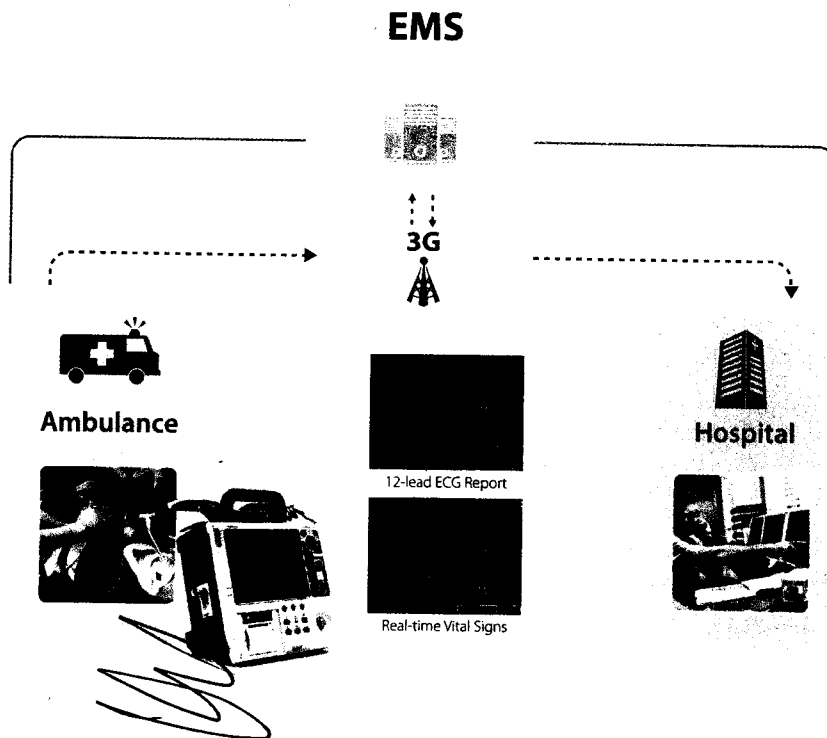 EMS
3G
Ambulance
Hospital
12-lead ECG Report
Real-time Vital Signs